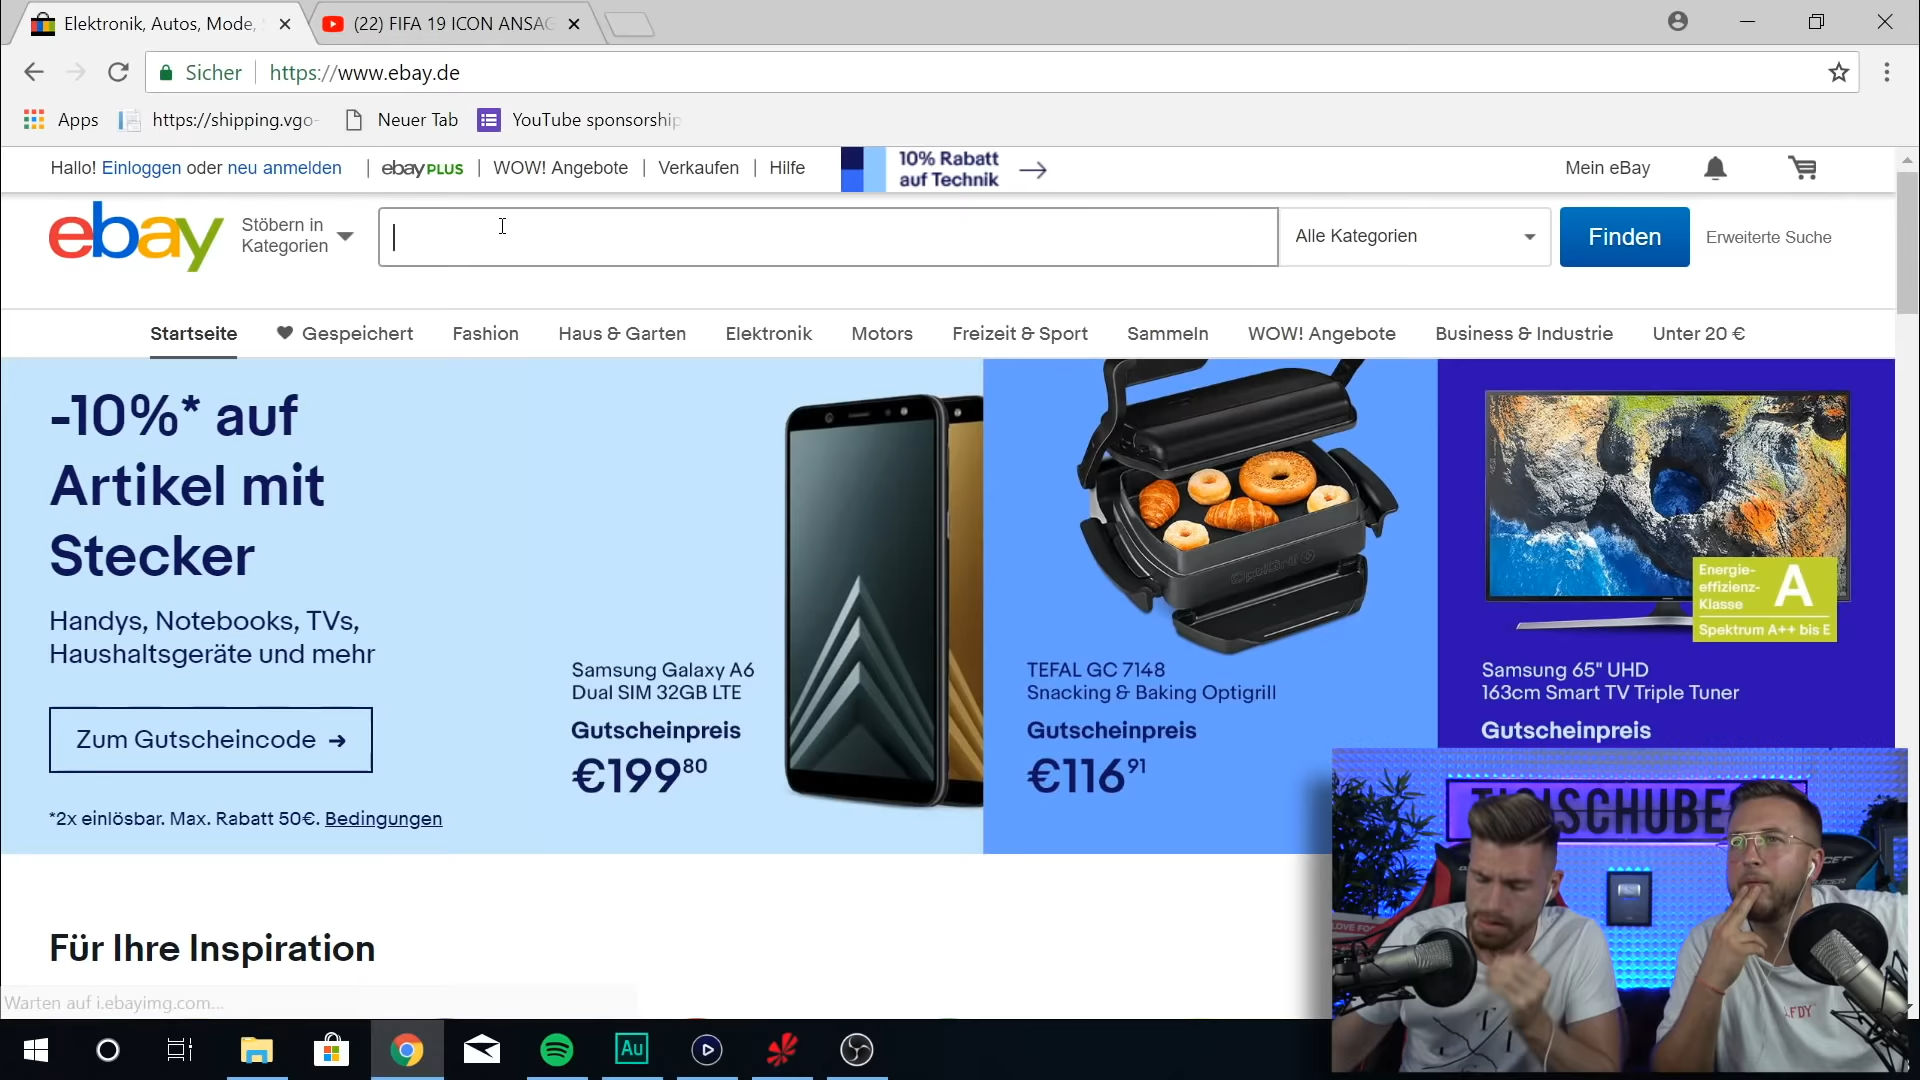 Elektronik, Autos, Mode,
(22) FIFA 19 ICON ANSAG
Sicher
https://www.ebay.de
Apps
https://shipping.vgo-
Neuer Tab
YouTube sponsorship
Hallo! Einloggen oder neu anmelden
ebay PLUS
WOW! Angebote
Verkaufen
Hilfe
10% Rabatt
auf Technik
Mein eBay
ebay
Stöbern in
Kategorien
Alle Kategorien
Finden
Erweiterte Suche
Startseite
Gespeichert
Fashion
Haus & Garten
Elektronik
Motors
Freizeit & Sport
Sammeln
WOW! Angebote
Business & Industrie
Unter 20 €
-10%* auf
Artikel mit
Stecker
Handys, Notebooks, TVs,
Haushaltsgeräte und mehr
Zum Gutscheincode
*2x einlösbar. Max. Rabatt 50€. Bedingungen
Samsung Galaxy A6
Dual SIM 32GB LTE
Gutscheinpreis
€199 80
OptiGrill
TEFAL GC 7148
Snacking & Baking Optigrill
Gutscheinpreis
€116 91
Energie-
effizienz-
Klasse
A
Spektrum A++ bis E
Samsung 65" UHD
163cm Smart TV Triple Tuner
Gutscheinpreis
Für Ihre Inspiration
Warten auf i.ebayimg.com...
Au